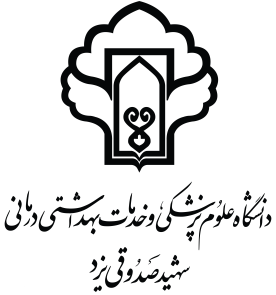 دانشگاه علوم پزشکی و خدمات بهداشتی درمانی
شهید صدوقی یزد